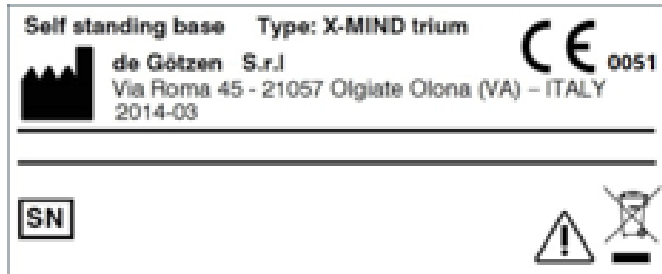 Self standing base Type: X-MIND trium
de Götzen S.r.l
CE 0051
Via Roma 45 - 21057 Olgiate Olona (VA) – ITALY
2014-03
SN